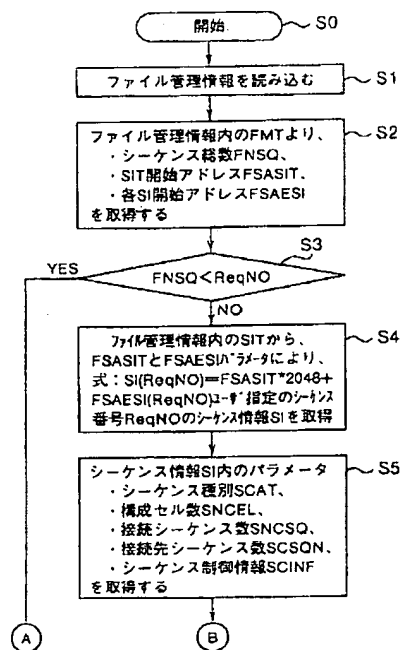 開始
S0
ファイル管理情報を読み込む
S1
ファイル管理情報内のFMTより、
・シーケンス総数FNSQ、
・SIT開始アドレスFSASIT、
・各SI開始アドレスFSAESI
を取得する
S2
S3
YES
FNSQ<ReqNO
NO
ファイル管理情報内のSITから、
FSASITとFSAESIパラメータにより、
式：SI(ReqNO)=FSASIT*2048+
FSAESI(ReqNO)ユーザ指定のシーケンス
番号ReqNOのシーケンス情報SIを取得
S4
シーケンス情報SI内のパラメータ
・シーケンス種別SCAT、
・構成セル数SNCEL、
・接続シーケンス数SNCSQ、
・接続先シーケンス数SCSQN、
・シーケンス制御情報SCINF
を取得する
S5
A
B